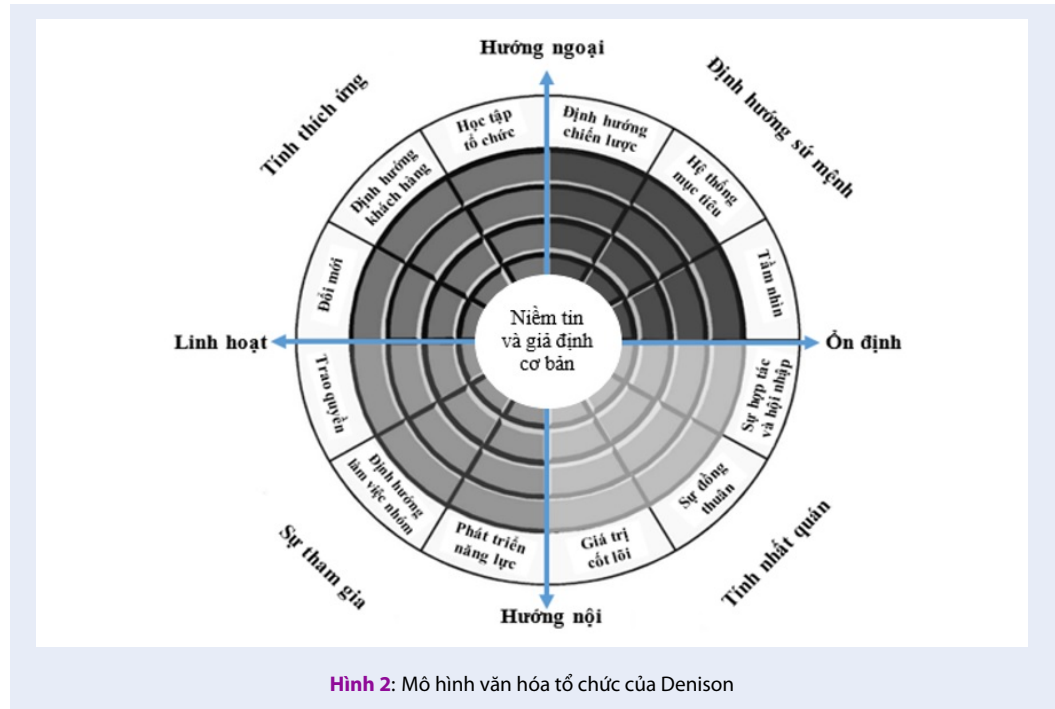 Hướng ngoại
Tính thích ứng
Định hướng sứ mệnh
Học tập
tổ chức
Định hướng
chiến lược
Định hướng
khách hàng
Hệ thống
mục tiêu
Đổi mới
Tầm nhìn
Linh hoạt
Niềm tin
và giả định
cơ bản
Ổn định
Trao quyền
Sự hợp tác
và hội nhập
Định hướng
làm việc nhóm
Sự đồng
thuân
Phát triển
năng lực
Giá trị
cốt lõi
Sự tham gia
Tính nhất quán
Hướng nội
Hình 2: Mô hình văn hóa tổ chức của Denison